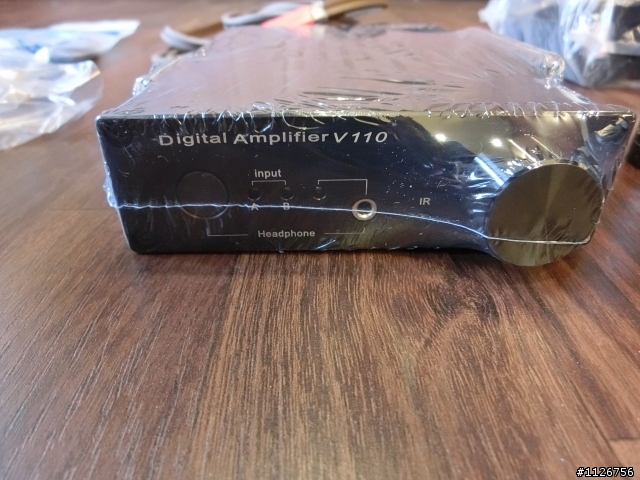 Digital Amplifier V110
input
A B
IR
Headphone
#1126756